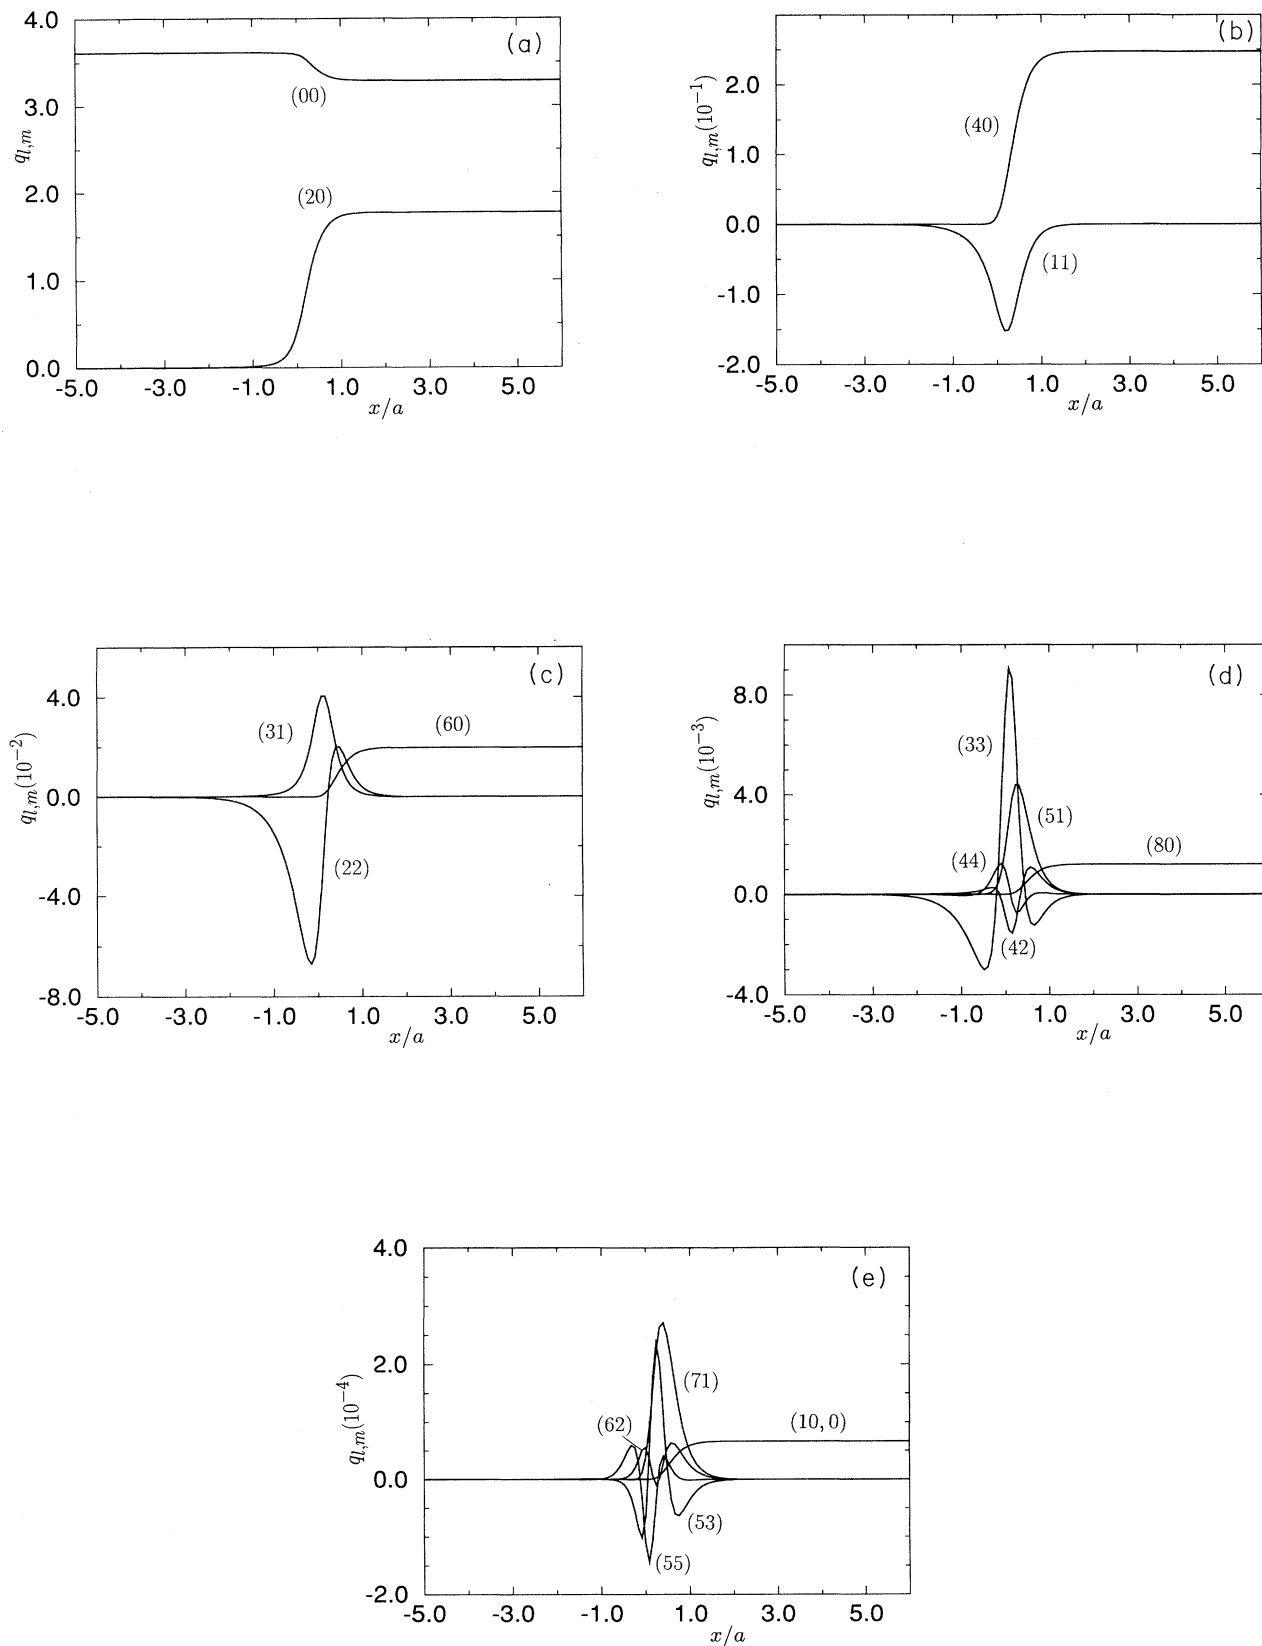 (a)
4.0
3.0
2.0
1.0
0.0
q_{l,m}
(00)
(20)
-5.0 -3.0 -1.0 1.0 3.0 5.0
x/a
(b)
2.0
1.0
0.0
-1.0
-2.0
q_{l,m}(10^{-1})
(40)
(11)
-5.0 -3.0 -1.0 1.0 3.0 5.0
x/a
(c)
4.0
0.0
-4.0
-8.0
q_{l,m}(10^{-2})
(31)
(60)
(22)
-5.0 -3.0 -1.0 1.0 3.0 5.0
x/a
(d)
8.0
4.0
0.0
-4.0
q_{l,m}(10^{-3})
(33)
(51)
(44)
(80)
(42)
-5.0 -3.0 -1.0 1.0 3.0 5.0
x/a
(e)
4.0
2.0
0.0
-2.0
q_{l,m}(10^{-4})
(71)
(62)
(10,0)
(53)
(55)
-5.0 -3.0 -1.0 1.0 3.0 5.0
x/a